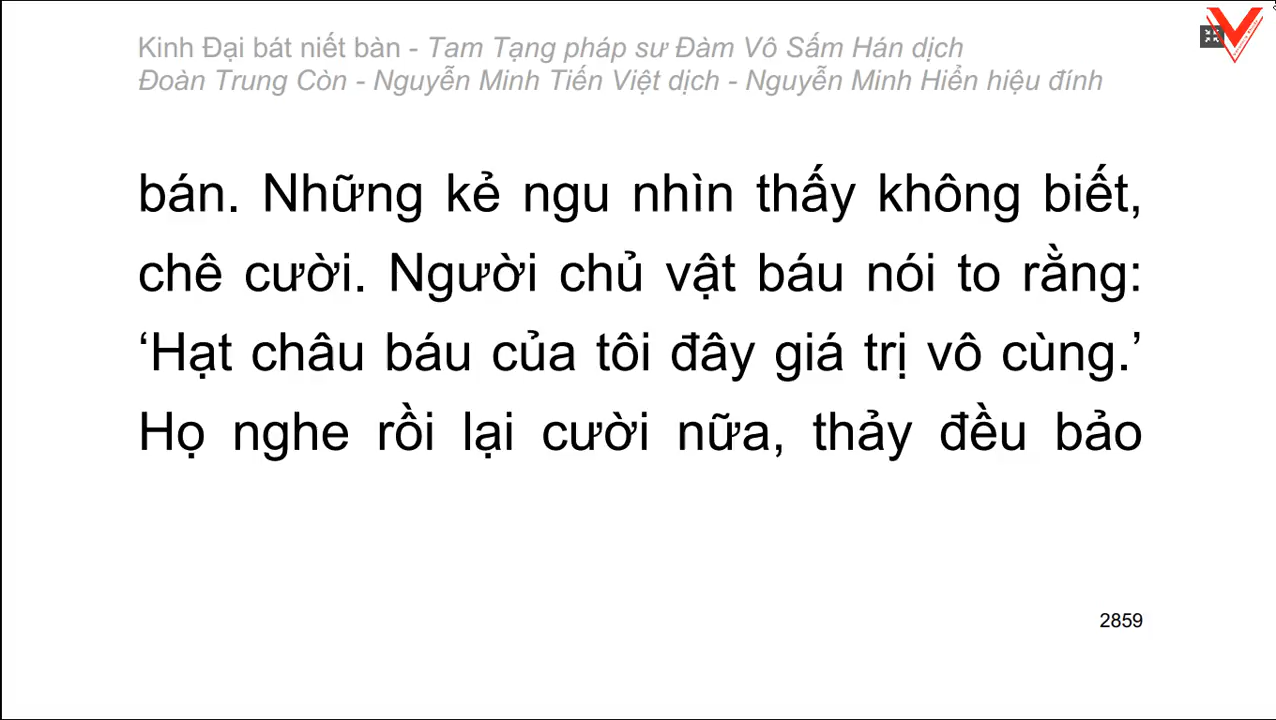 Kinh Đại bát niết bàn - Tam Tạng pháp sư Đàm Vô Sấm Hán dịch
Đoàn Trung Còn - Nguyễn Minh Tiến Việt dịch - Nguyễn Minh Hiển hiệu đính
bán. Những kẻ ngu nhìn thấy không biết,
chê cười. Người chủ vật báu nói to rằng:
‘Hạt châu báu của tôi đây giá trị vô cùng.’
Họ nghe rồi lại cười nữa, thảy đều bảo
2859